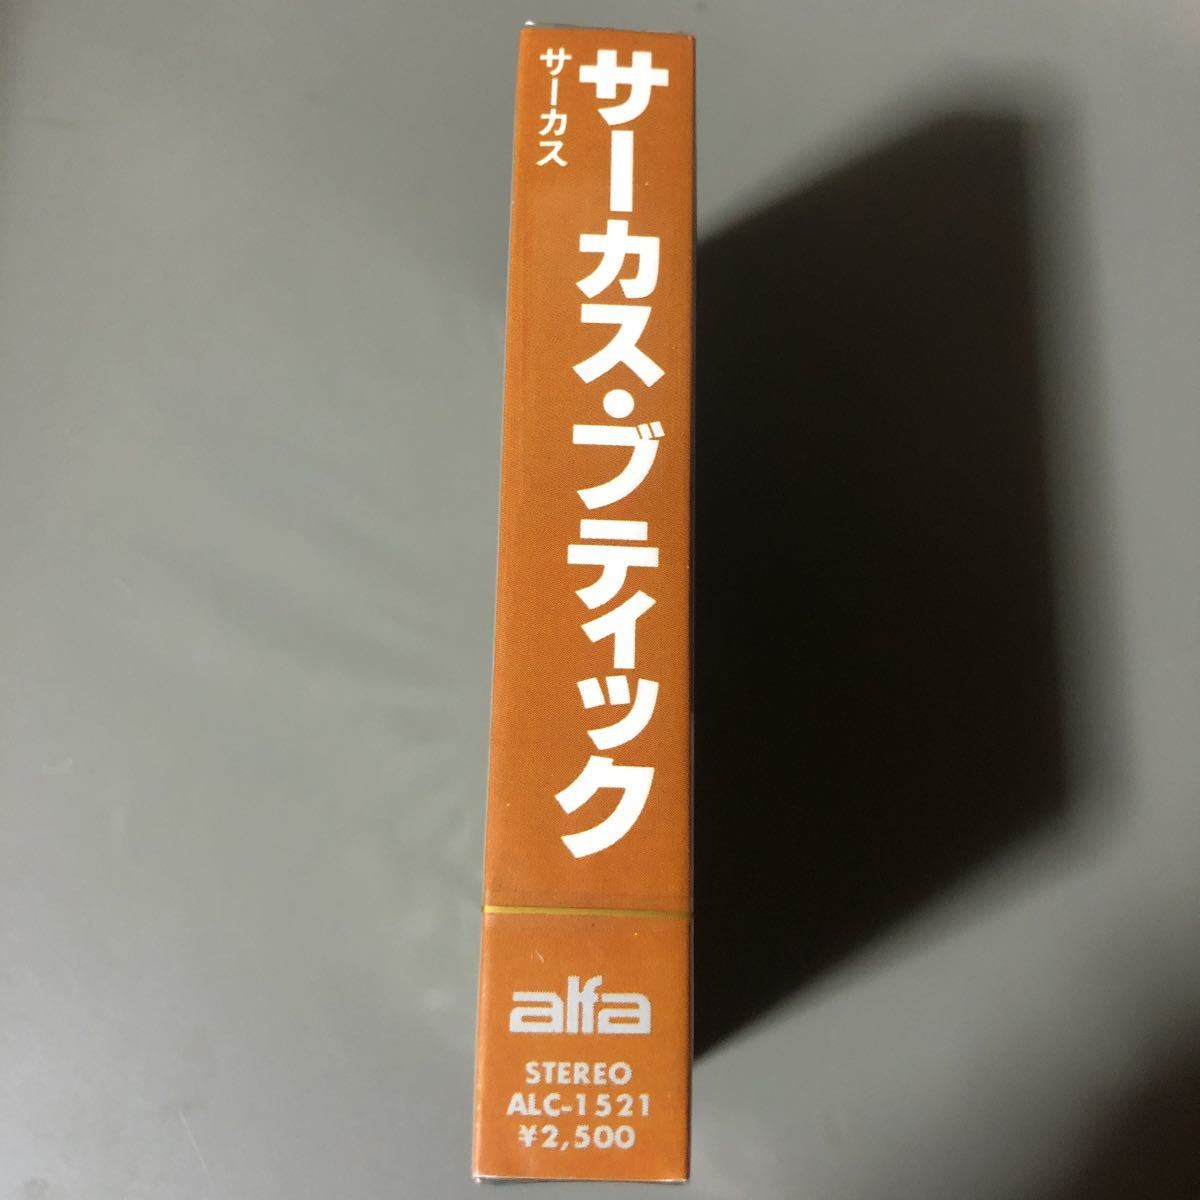 サーカス・ブティック
サーカス
alfa
STEREO
ALC-1521
¥2,500